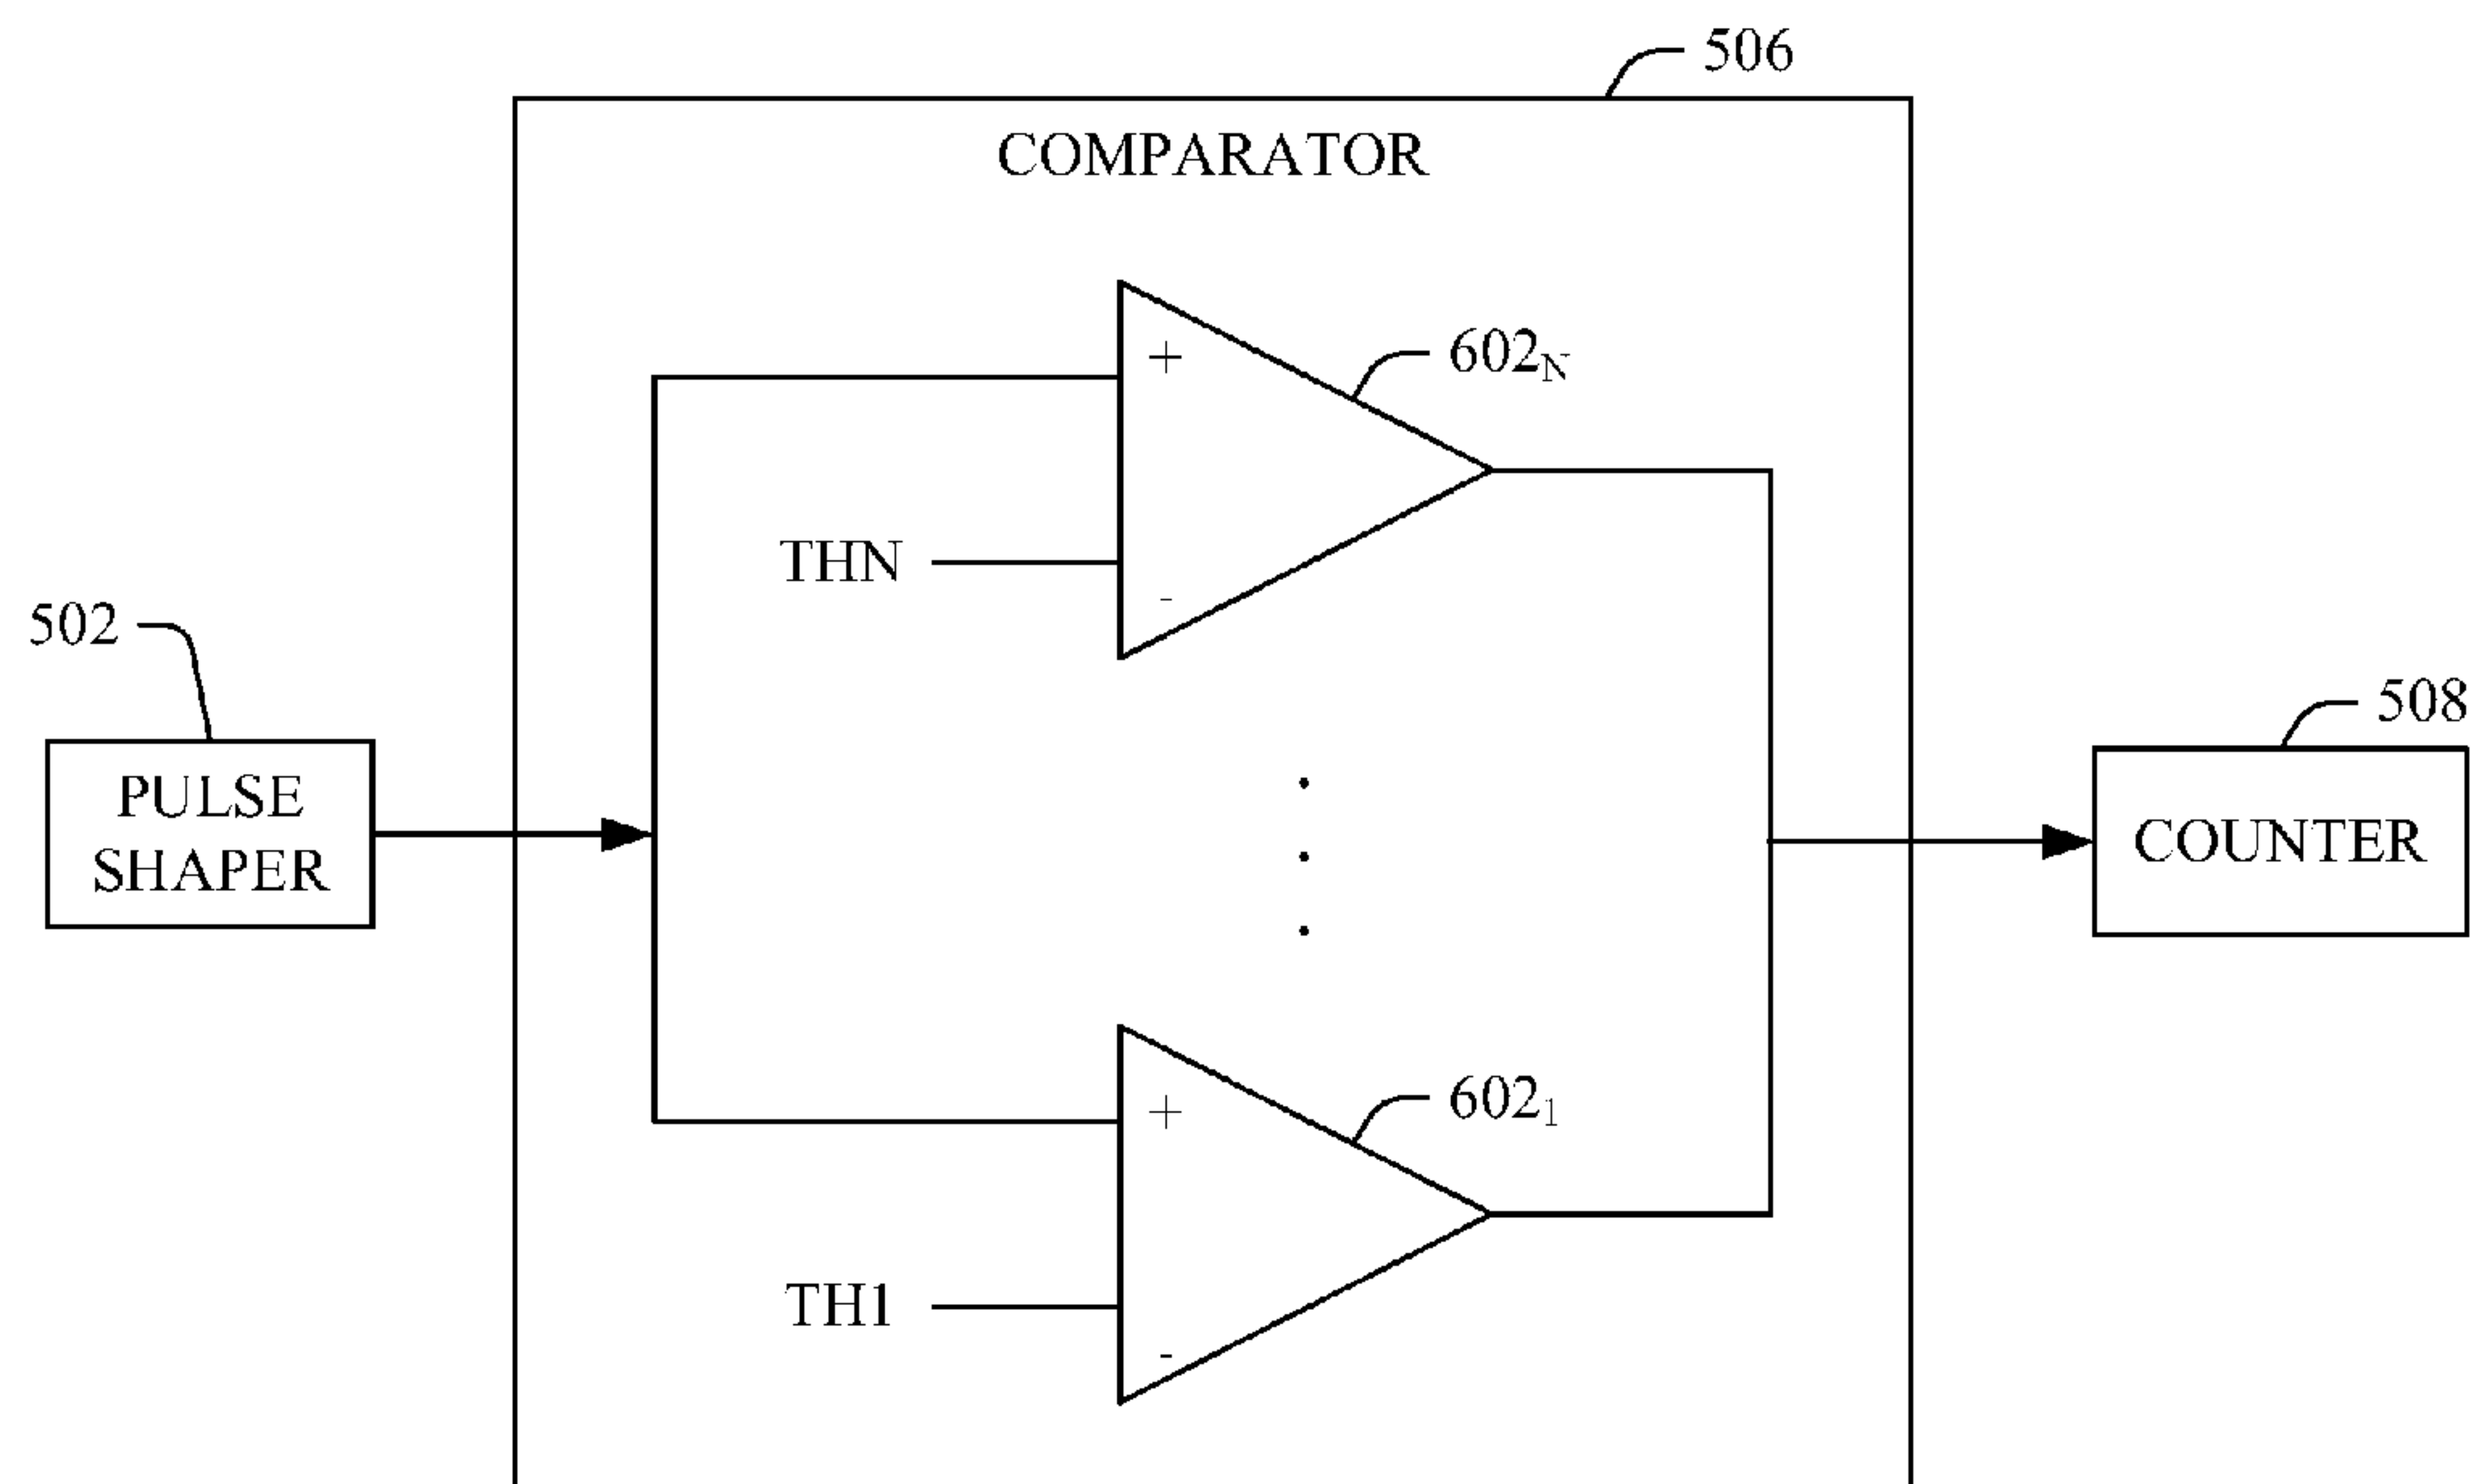 506
COMPARATOR
+
602N
THN
-
502
PULSE
SHAPER
508
COUNTER
+
6021
TH1
-